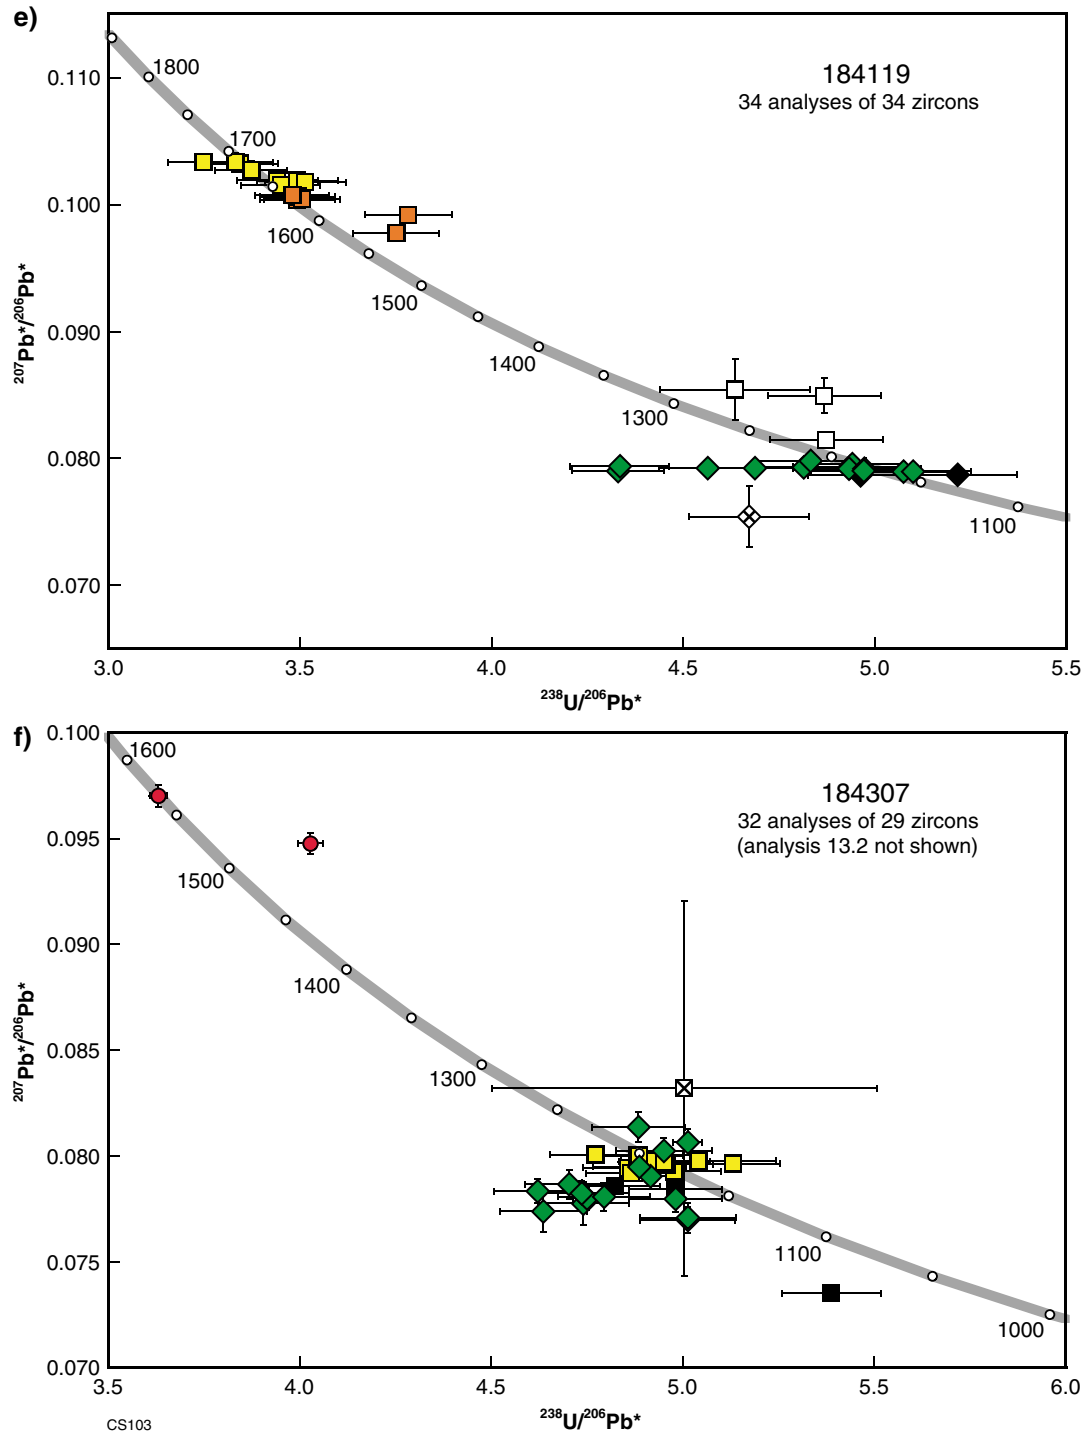 e)
184119
34 analyses of 34 zircons
0.110
0.100
0.090
0.080
0.070
1800
1700
1600
1500
1400
1300
1100
207Pb*/206Pb*
3.0 3.5 4.0 4.5 5.0 5.5
238U/206Pb*
f)
184307
32 analyses of 29 zircons
(analysis 13.2 not shown)
0.100
0.095
0.090
0.085
0.080
0.075
0.070
1600
1500
1400
1300
1100
1000
207Pb*/206Pb*
3.5 4.0 4.5 5.0 5.5 6.0
238U/206Pb*
CS103